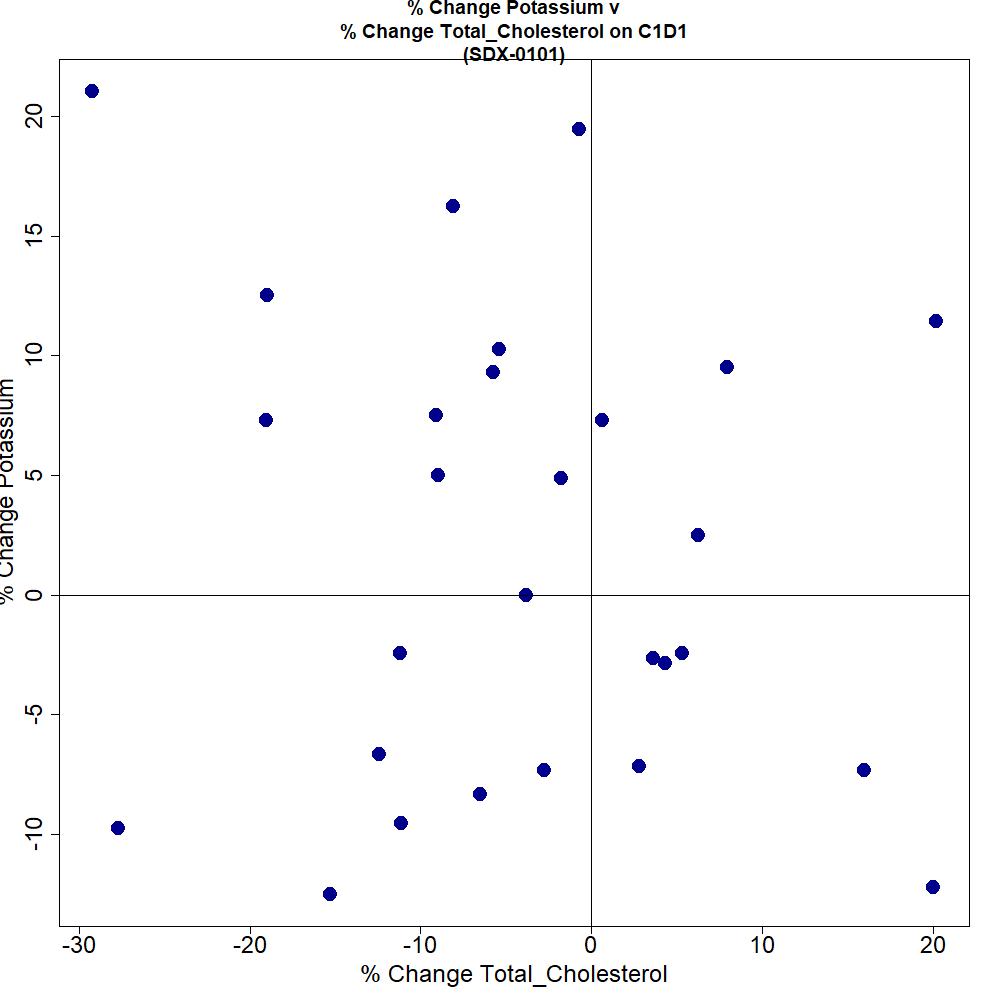 % Change Potassium v
% Change Total_Cholesterol on C1D1
(SDX-0101)
% Change Potassium
20
15
10
5
0
-5
-10
-30
-20
-10
0
10
20
% Change Total_Cholesterol